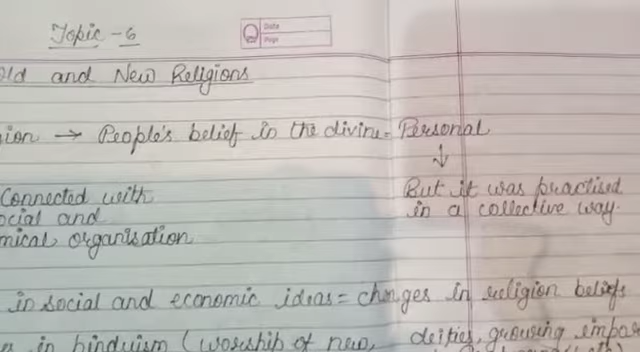 Topic - 6
Date
Page
old and New Religions
ion → People's belief in the divine = Personal
↓
Connected with
ocial and
mical organisation
But it was practised
in a collective way.
in social and economic ideas = changes in religion beliefs
in hinduism (worship of new deities, growing